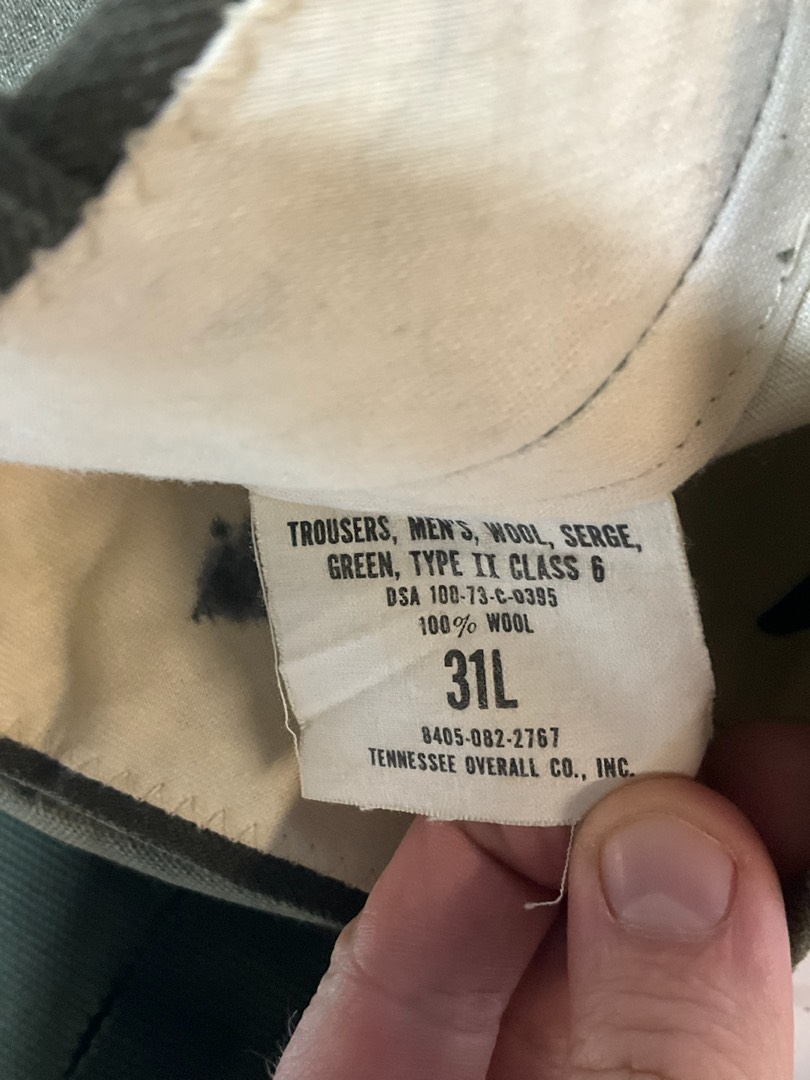 TROUSERS, MEN'S, WOOL, SERGE,
GREEN, TYPE II CLASS 6
DSA 100-73-C-0395
100% WOOL
31L
8405-082-2767
TENNESSEE OVERALL CO., INC.